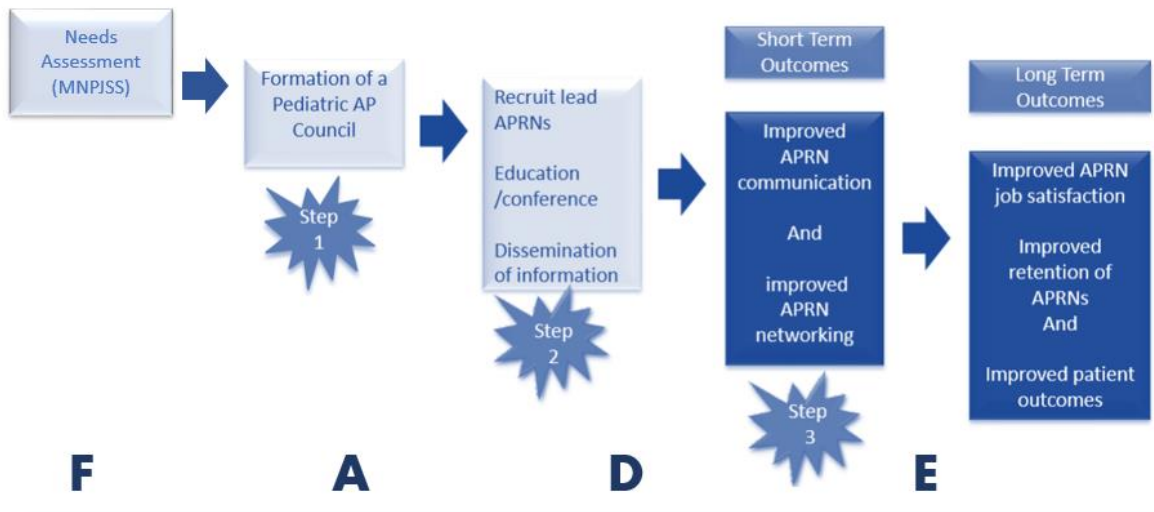 Needs
Assessment
(MNPJSS)
Formation of a
Pediatric AP
Council
Step
1
Recruit lead
APRNs
Education
/conference
Dissemination
of information
Step
2
Short Term
Outcomes
Improved
APRN
communication
And
improved
APRN
networking
Step
3
Long Term
Outcomes
Improved APRN
job satisfaction
Improved
retention of
APRNs
And
Improved patient
outcomes
F A D E